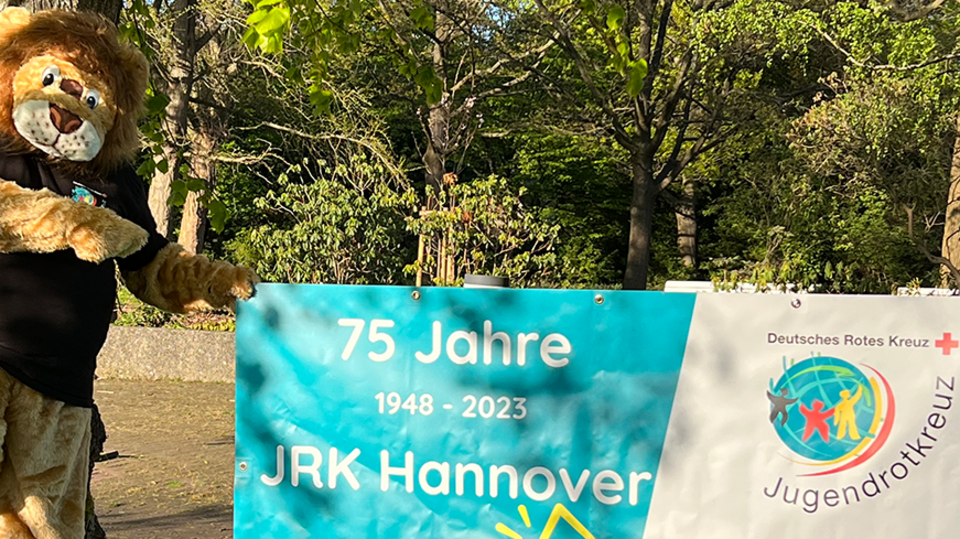 75 Jahre
1948 - 2023
JRK Hannover
Deutsches Rotes Kreuz
Jugendrotkreuz